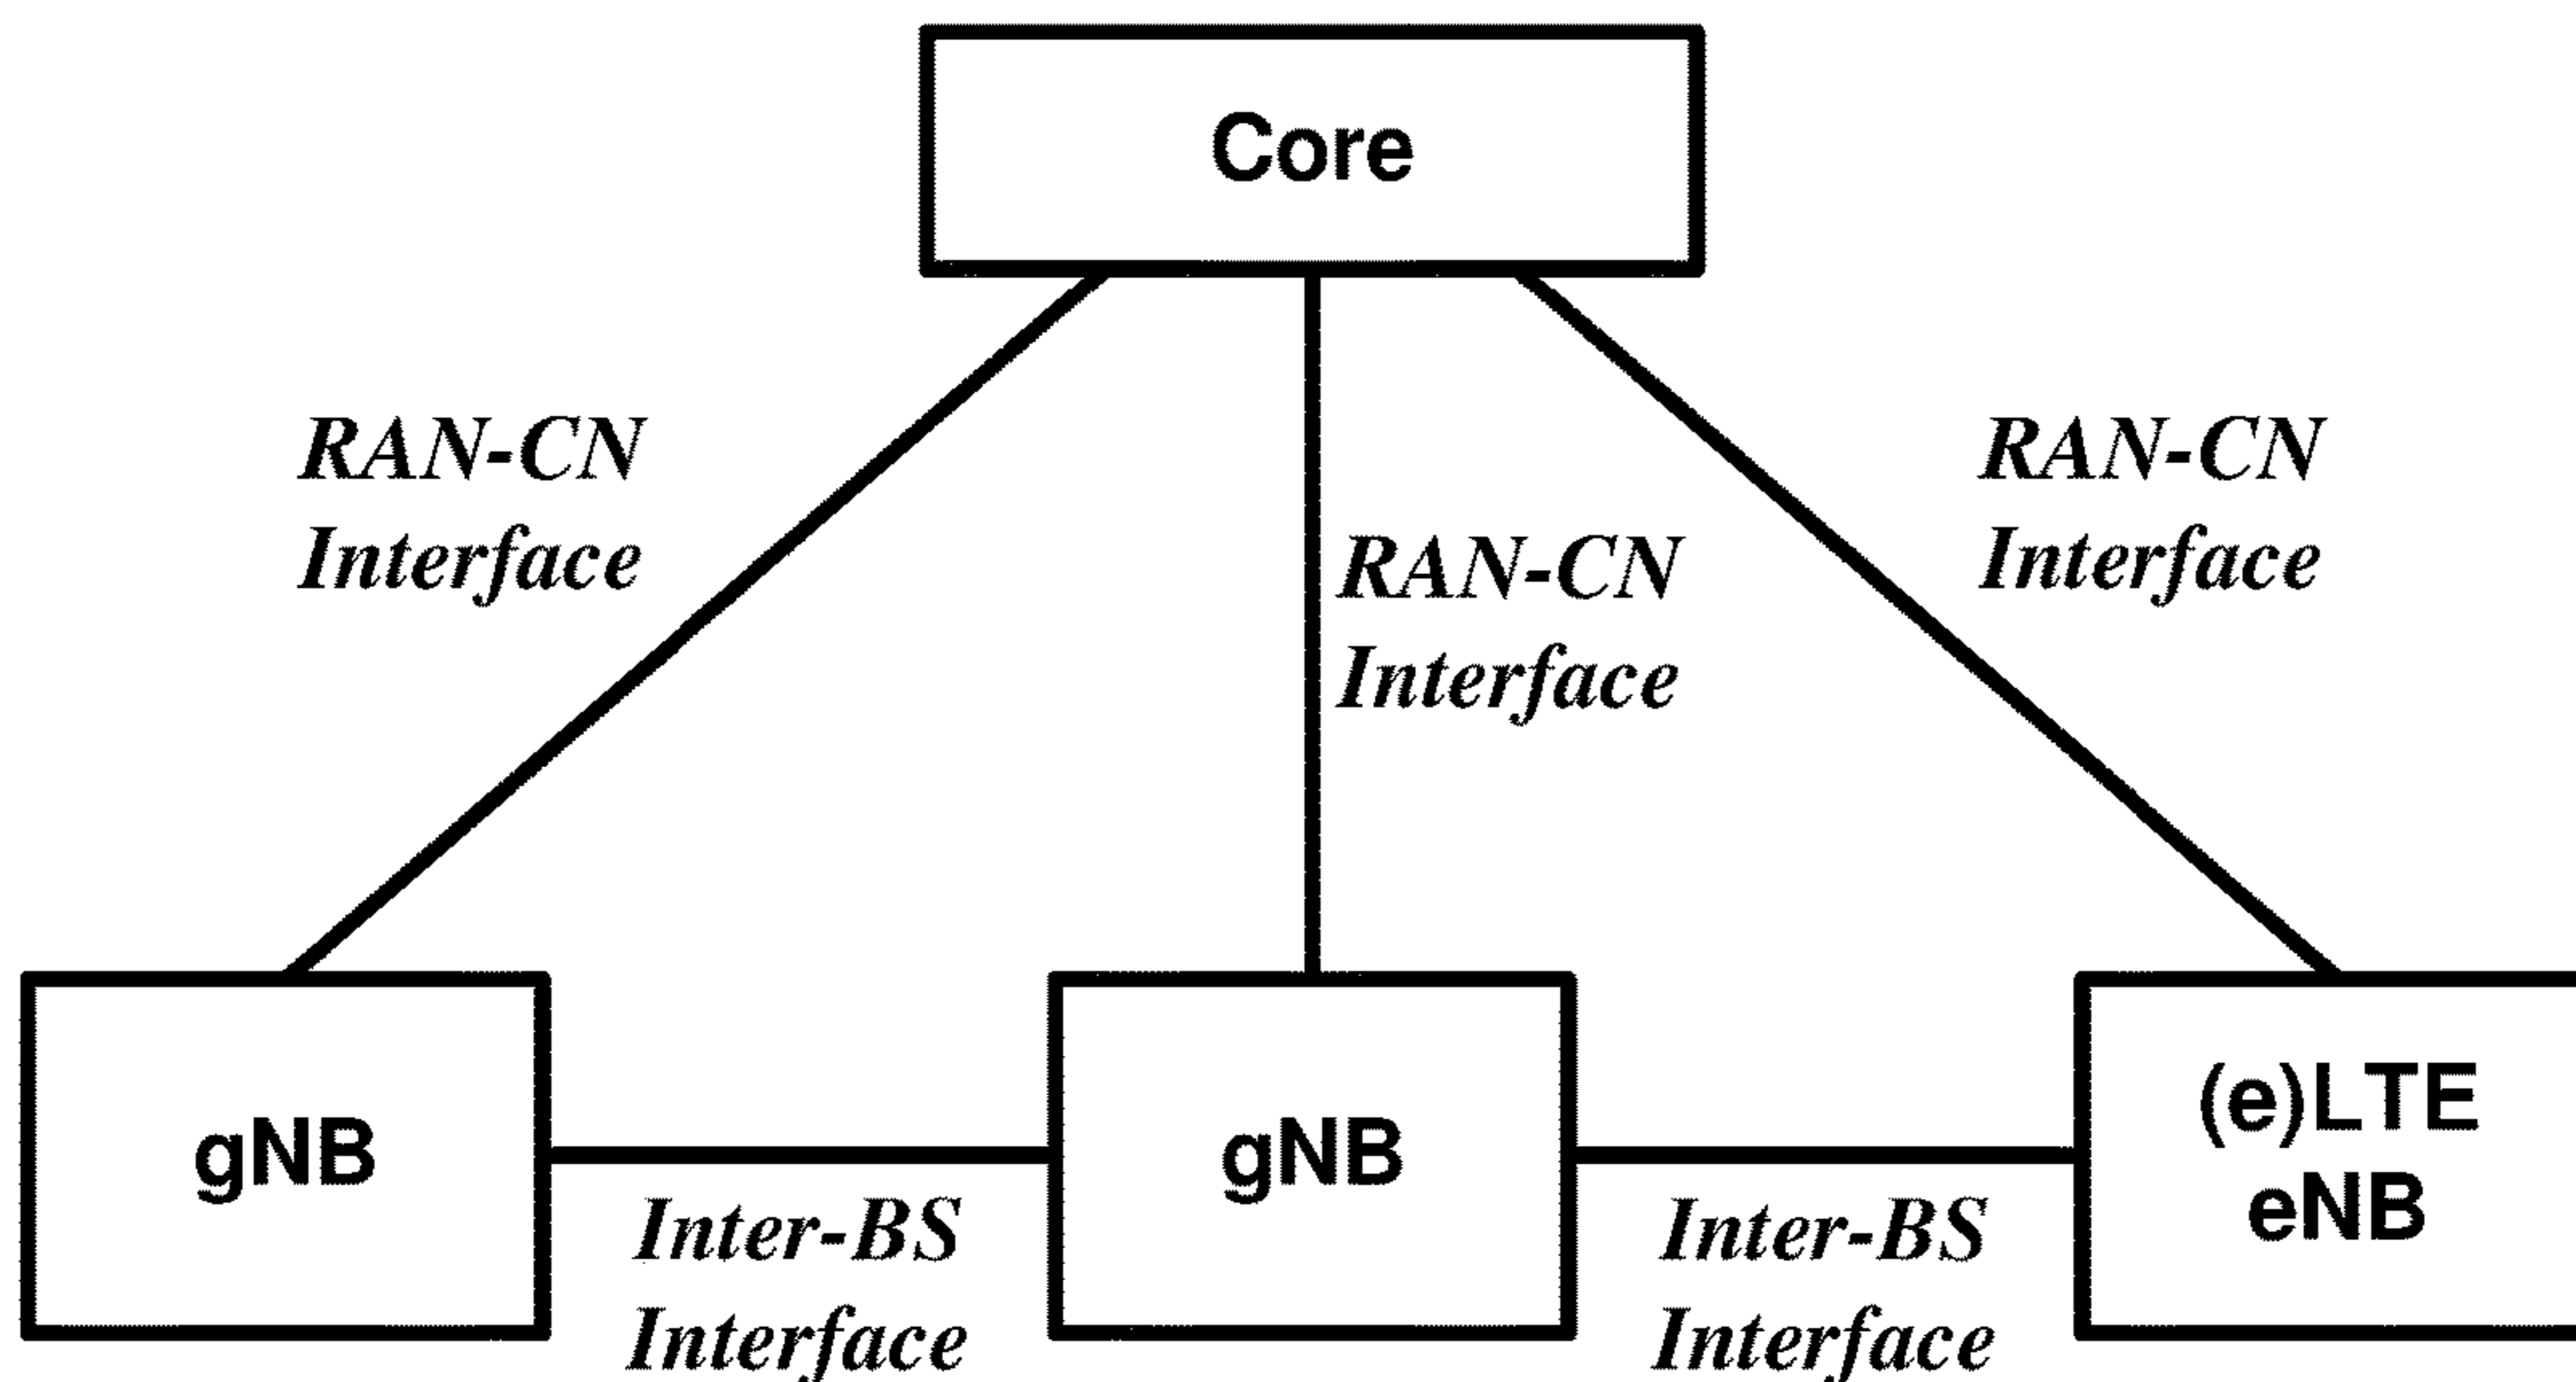 Core
RAN-CN
Interface
RAN-CN
Interface
RAN-CN
Interface
gNB
gNB
(e)LTE
eNB
Inter-BS
Interface
Inter-BS
Interface